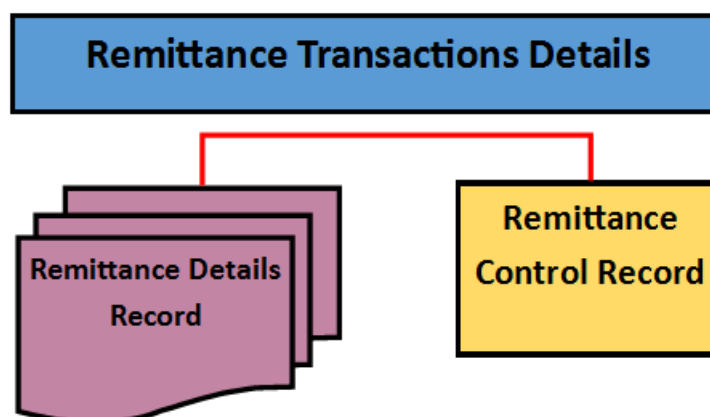 Remittance Transactions Details
Remittance Details
Record
Remittance
Control Record